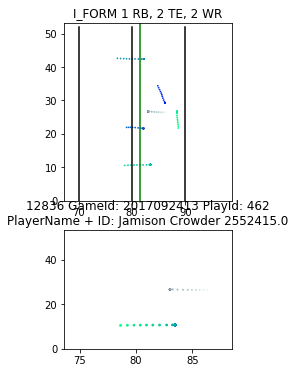 I_FORM 1 RB, 2 TE, 2 WR
50
40
30
20
10
0
70 80 90
12836 GameId: 2017092413 PlayId: 462
PlayerName + ID: Jamison Crowder 2552415.0
40
20
0
75 80 85